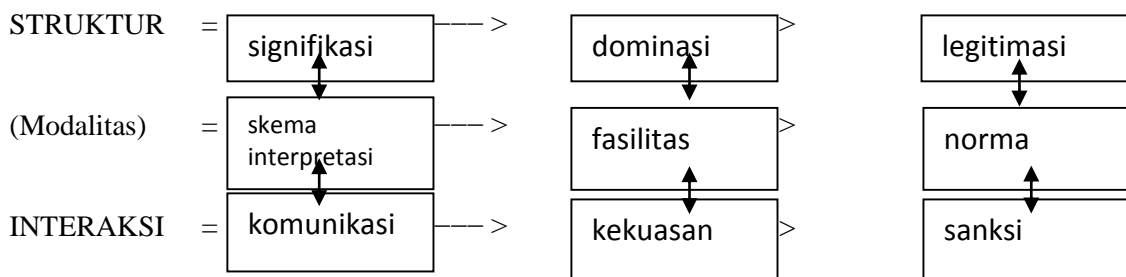 STRUKTUR = signifikasi ––– > dominasi > legitimasi
(Modalitas) = skema interpretasi ––– > fasilitas > norma
INTERAKSI = komunikasi ––– > kekuasan > sanksi